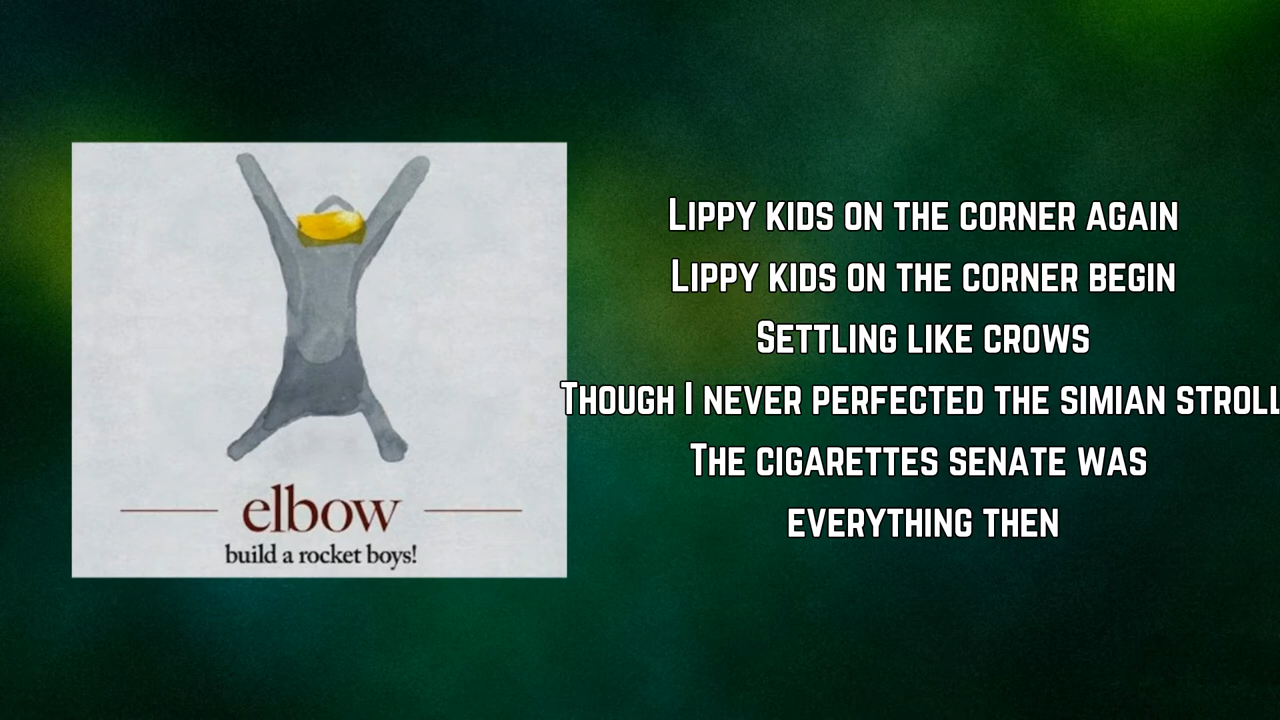 elbow
build a rocket boys!
Lippy kids on the corner again
Lippy kids on the corner begin
Settling like crows
Though I never perfected the simian stroll
The cigarettes senate was
everything then